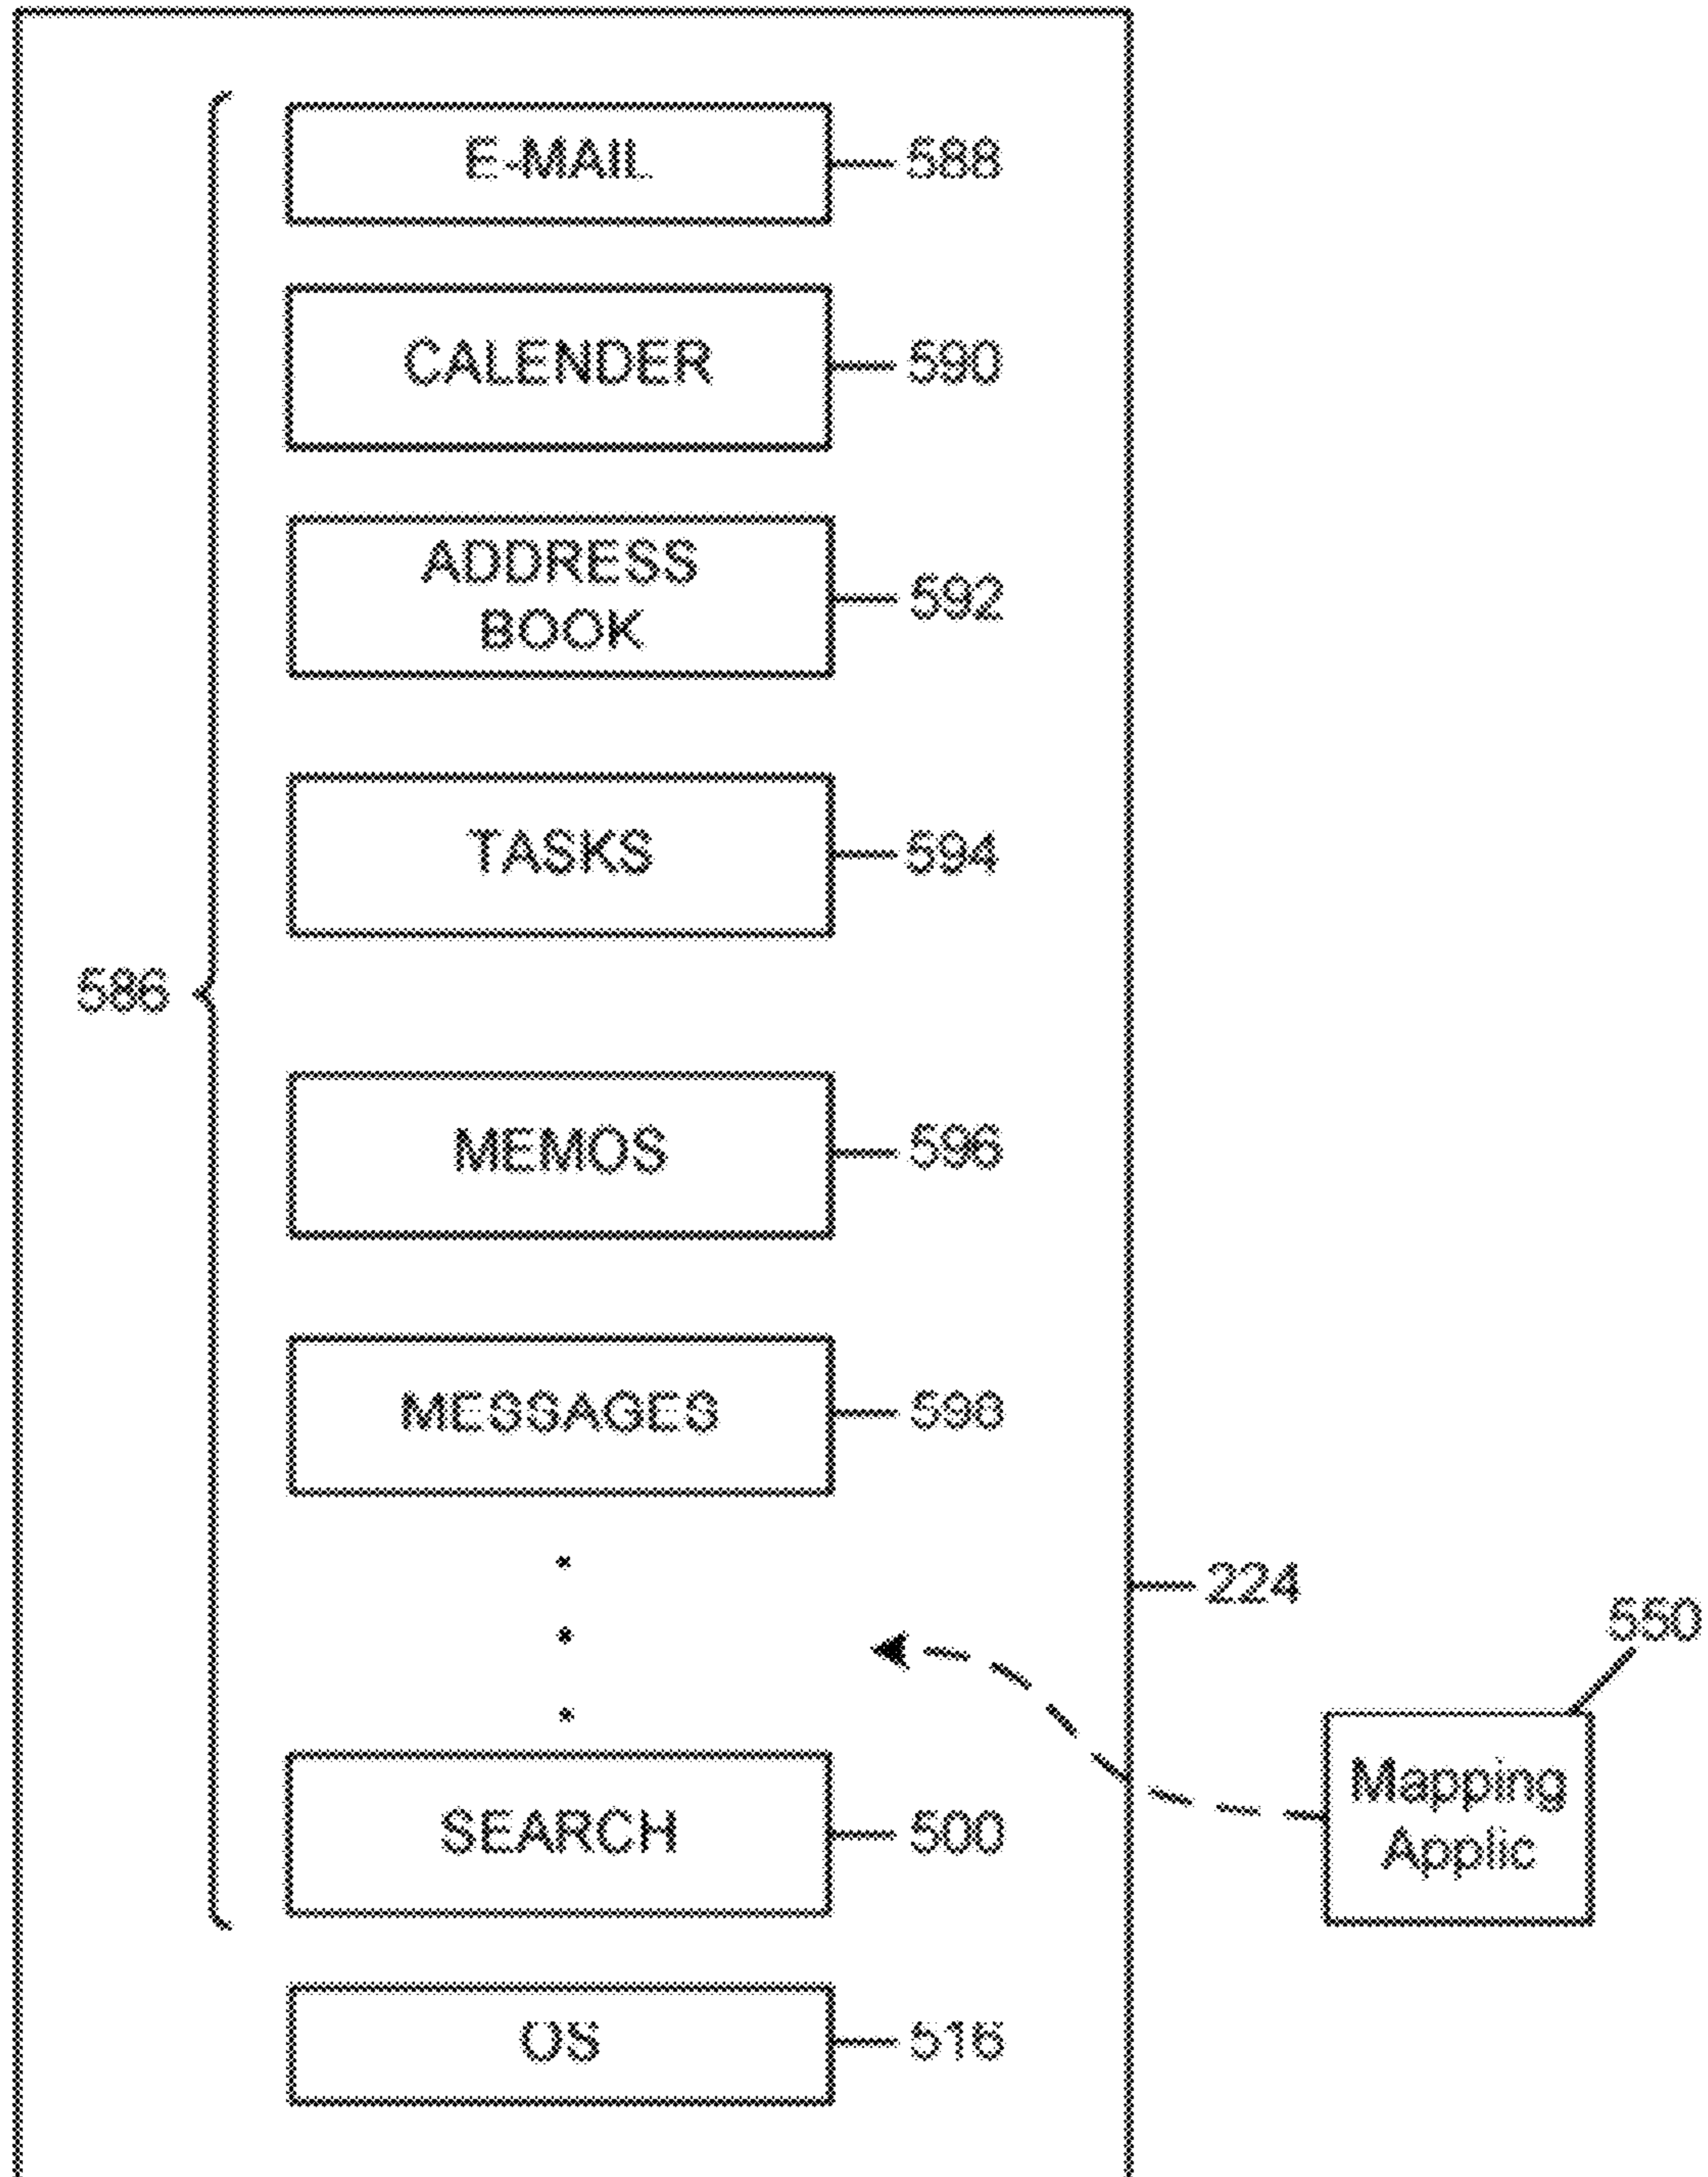 E-MAIL
588
CALENDER
590
ADDRESS
BOOK
592
TASKS
594
586
MEMOS
596
MESSAGES
598
224
550
Mapping
Applic
SEARCH
500
OS
516